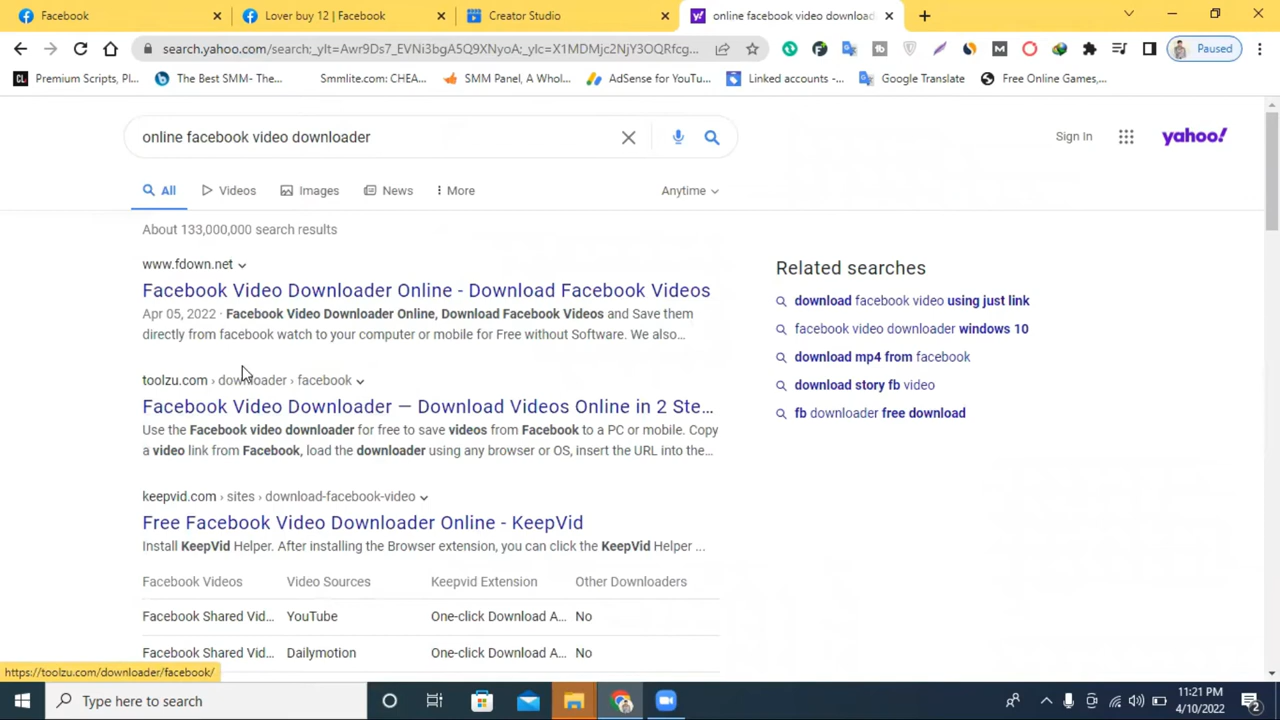 Facebook
Lover buy 12 | Facebook
Creator Studio
online facebook video download
search.yahoo.com/search;_ylt=Awr9Ds7_EVNi3bgA5Q9XNyoA;_ylc=X1MDMjc2NjY3OQRfcg...
Paused
Premium Scripts, Pl...
The Best SMM- The...
Smmlite.com: CHEA...
SMM Panel, A Whol...
AdSense for YouTu...
Linked accounts -...
Google Translate
Free Online Games,...
online facebook video downloader
Sign In
yahoo!
All
Videos
Images
News
More
Anytime
About 133,000,000 search results
www.fdown.net
Facebook Video Downloader Online - Download Facebook Videos
Apr 05, 2022 · Facebook Video Downloader Online, Download Facebook Videos and Save them
directly from facebook watch to your computer or mobile for Free without Software. We also...
toolzu.com › downloader › facebook
Facebook Video Downloader — Download Videos Online in 2 Ste...
Use the Facebook video downloader for free to save videos from Facebook to a PC or mobile. Copy
a video link from Facebook, load the downloader using any browser or OS, insert the URL into the...
keepvid.com › sites › download-facebook-video
Free Facebook Video Downloader Online - KeepVid
Install KeepVid Helper. After installing the Browser extension, you can click the KeepVid Helper ...
Facebook Videos Video Sources Keepvid Extension Other Downloaders
Facebook Shared Vid... YouTube One-click Download A... No
Facebook Shared Vid... Dailymotion One-click Download A... No
Related searches
download facebook video using just link
facebook video downloader windows 10
download mp4 from facebook
download story fb video
fb downloader free download
https://toolzu.com/downloader/facebook/
Type here to search
11:21 PM
4/10/2022
2